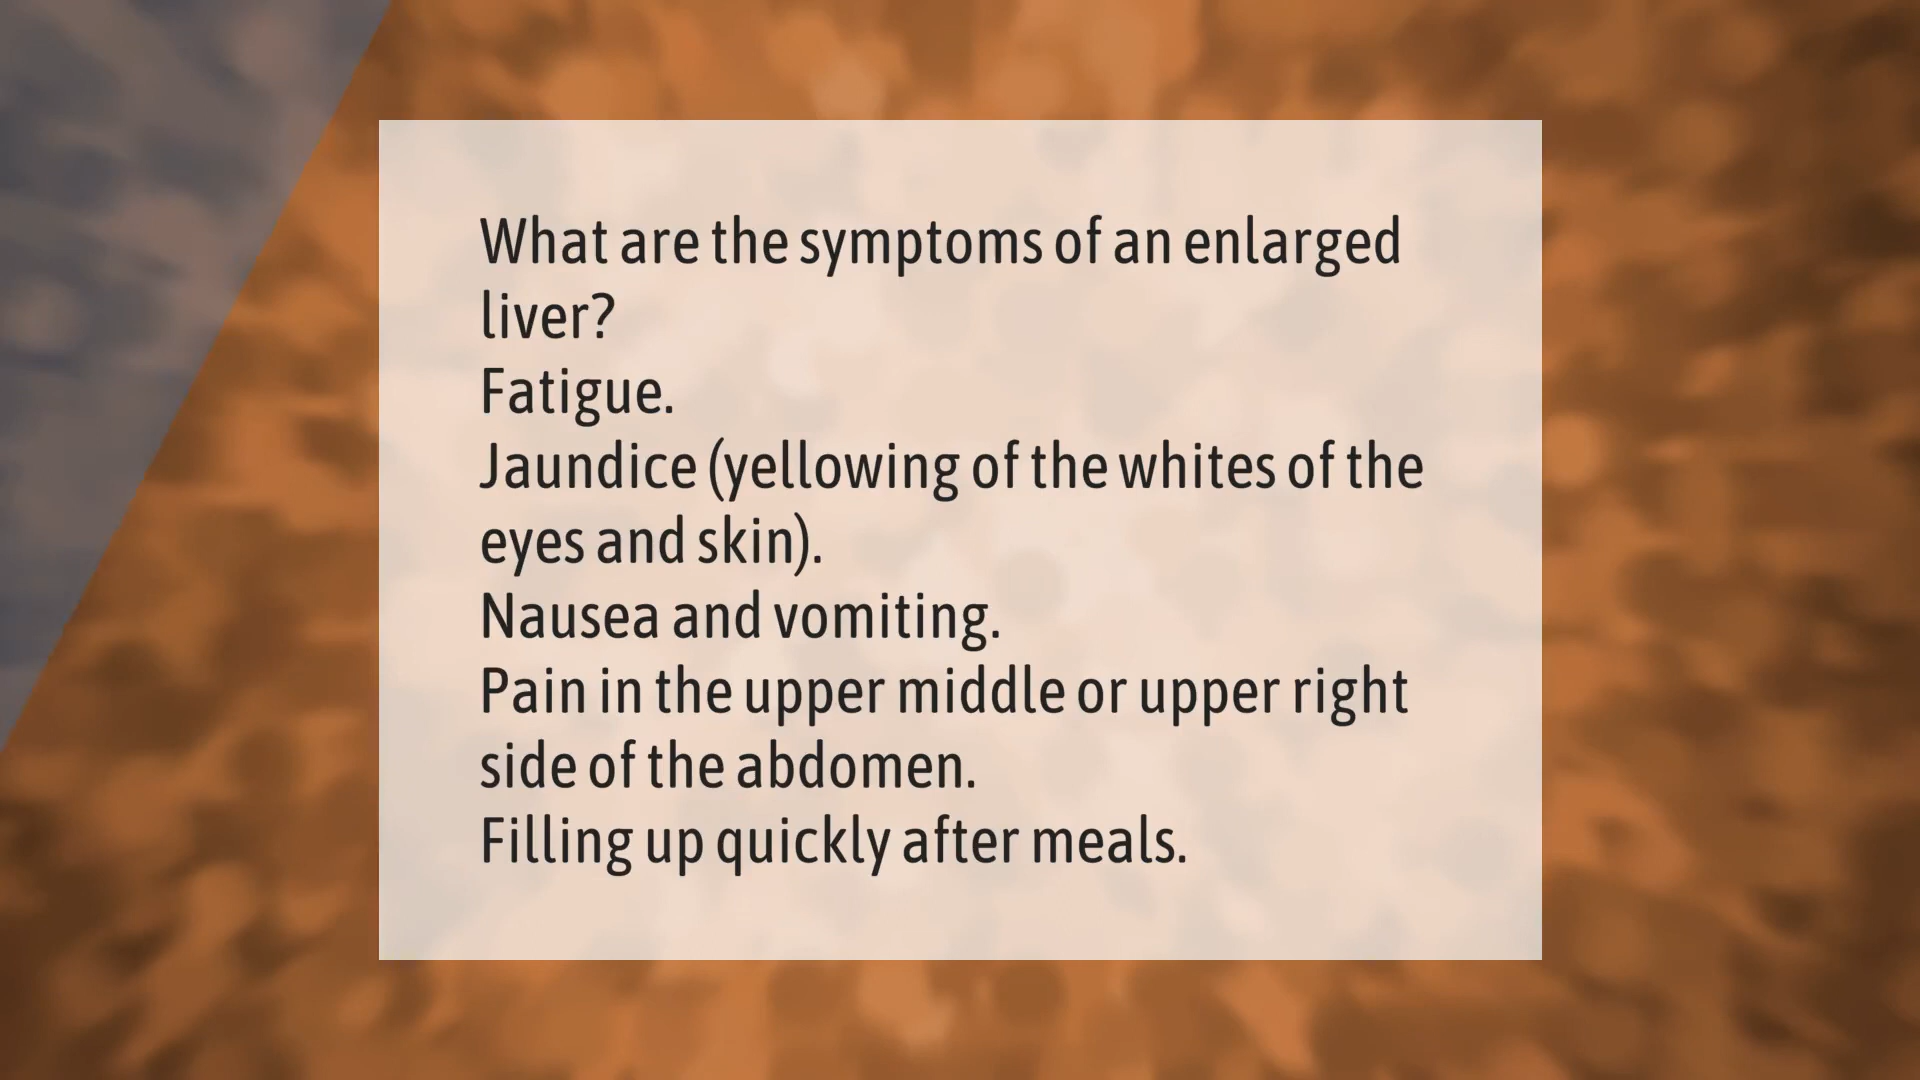 What are the symptoms of an enlarged
liver?
Fatigue.
Jaundice (yellowing of the whites of the
eyes and skin).
Nausea and vomiting.
Pain in the upper middle or upper right
side of the abdomen.
Filling up quickly after meals.